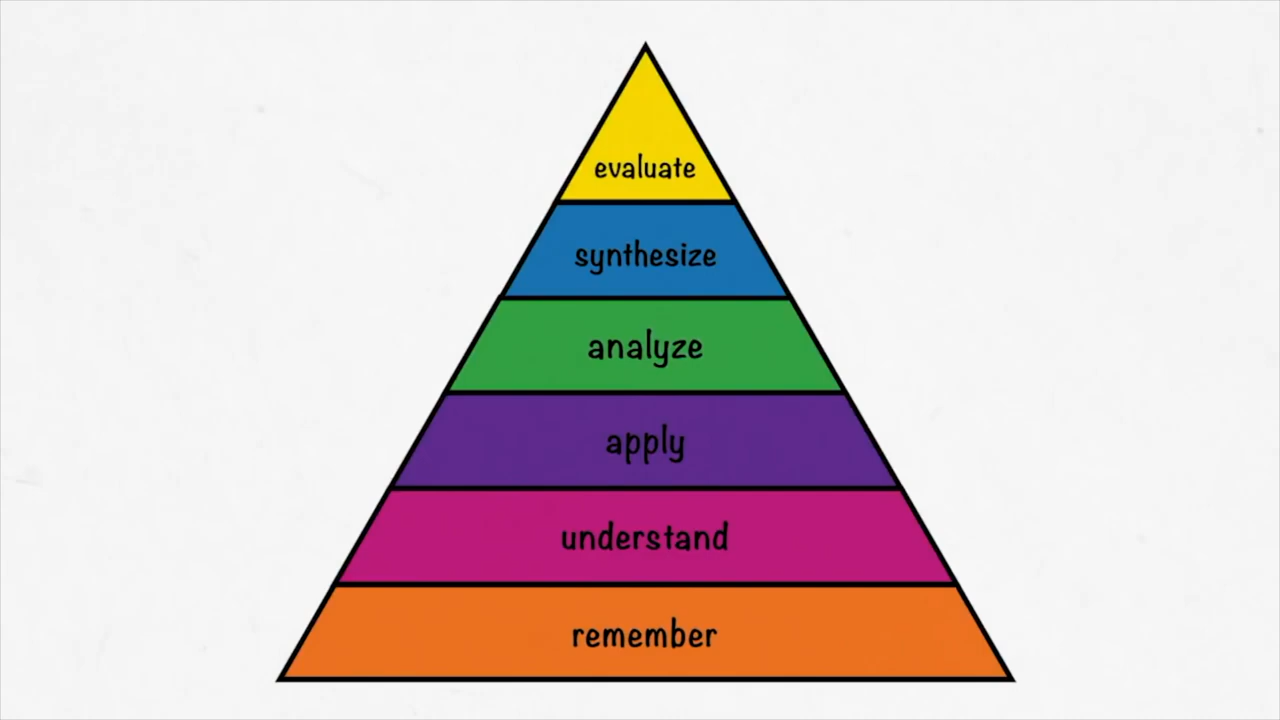 evaluate
synthesize
analyze
apply
understand
remember